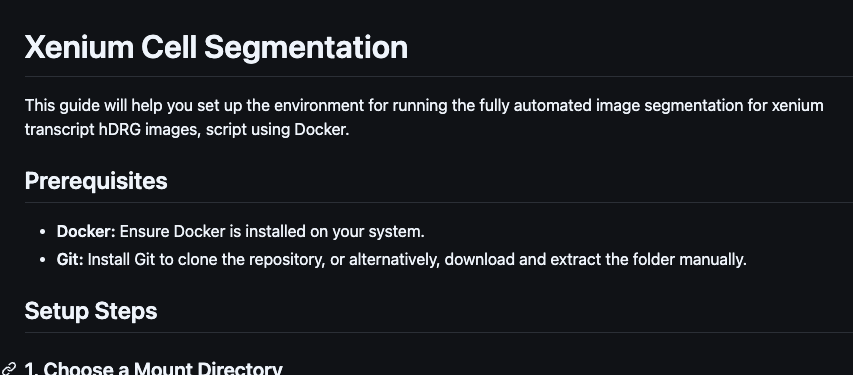 Xenium Cell Segmentation
This guide will help you set up the environment for running the fully automated image segmentation for xenium
transcript hDRG images, script using Docker.
Prerequisites
• Docker: Ensure Docker is installed on your system.
• Git: Install Git to clone the repository, or alternatively, download and extract the folder manually.
Setup Steps
1. Choose a Mount Directory